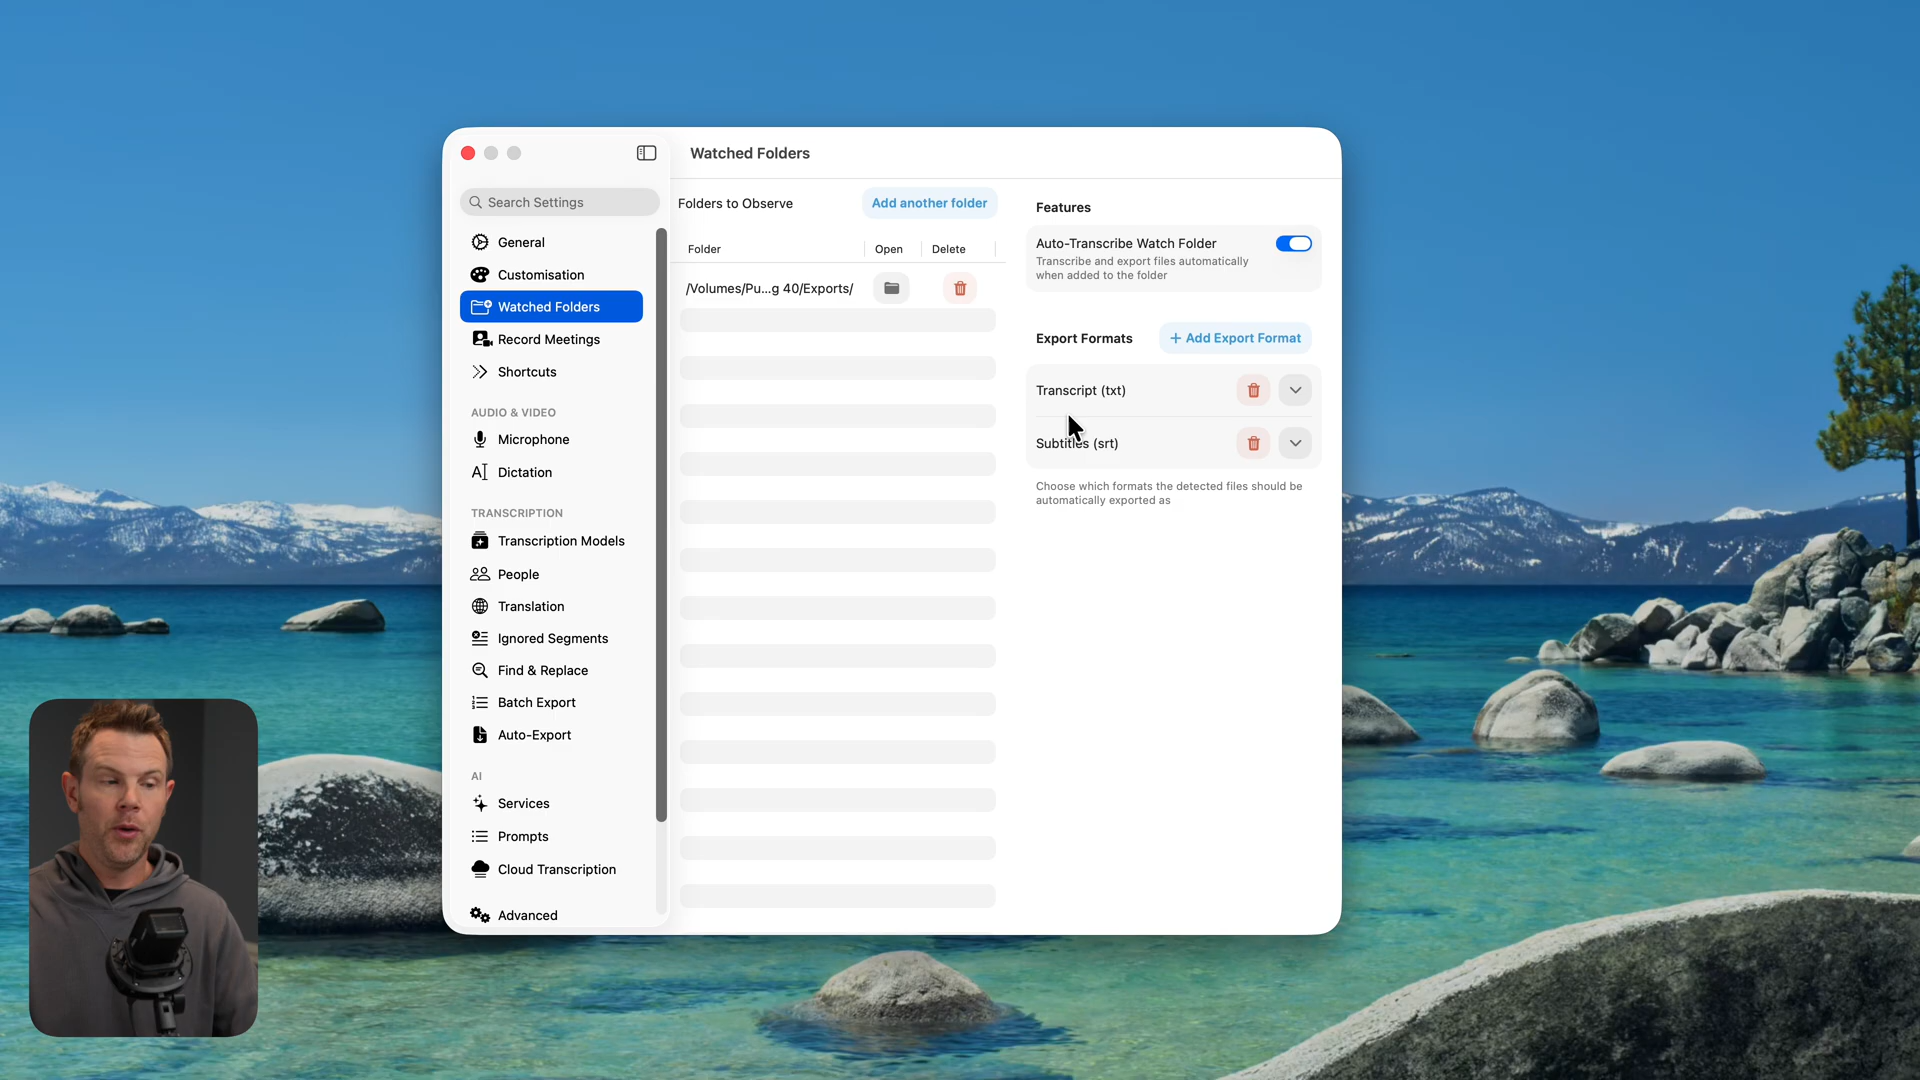 Search Settings
General
Customisation
Watched Folders
Record Meetings
Shortcuts
AUDIO & VIDEO
Microphone
Dictation
TRANSCRIPTION
Transcription Models
People
Translation
Ignored Segments
Find & Replace
Batch Export
Auto-Export
AI
Services
Prompts
Cloud Transcription
Advanced
Watched Folders
Folders to Observe
Add another folder
Folder Open Delete
/Volumes/Pu...g 40/Exports/
Features
Auto-Transcribe Watch Folder
Transcribe and export files automatically
when added to the folder
Export Formats
+ Add Export Format
Transcript (txt)
Subtitles (srt)
Choose which formats the detected files should be
automatically exported as